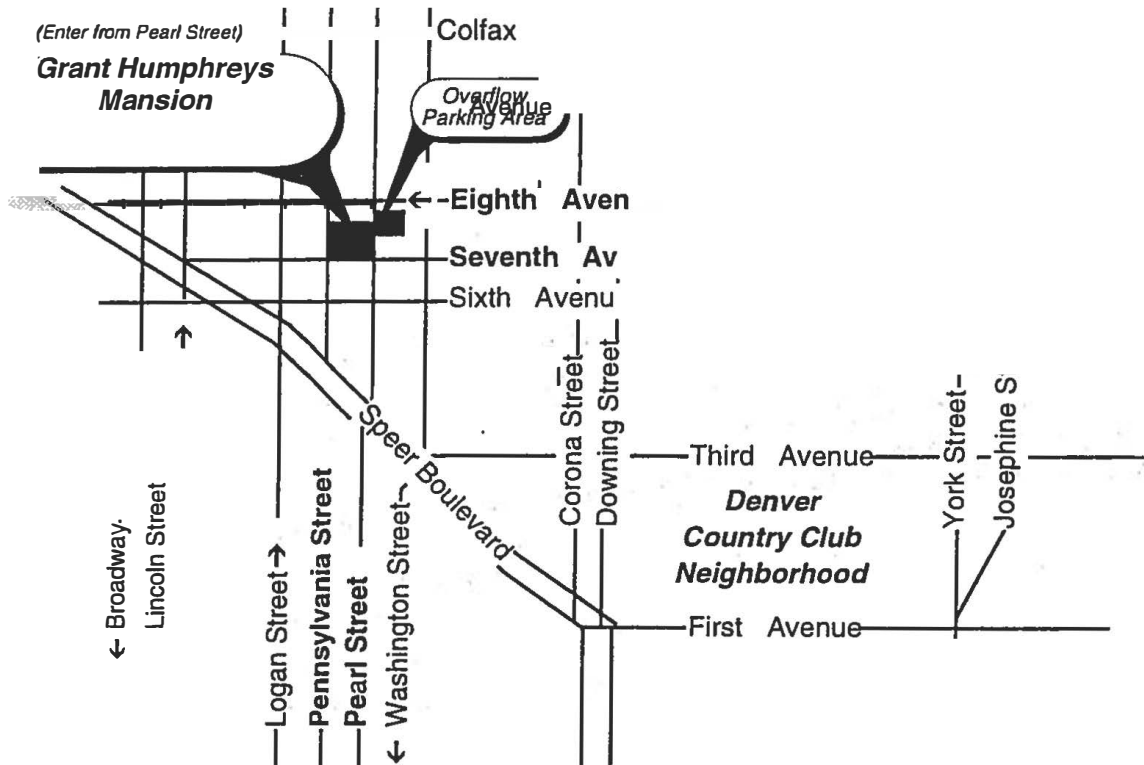 (Enter from Pearl Street)
Grant Humphreys
Mansion
Colfax
Avenue
Overflow
Parking Area
← Eighth Aven
Seventh Av
Sixth Avenu
Speer Boulevard
Corona Street
Downing Street
York Street
Josephine S
Third Avenue
Denver
Country Club
Neighborhood
First Avenue
← Broadway
Lincoln Street
Logan Street →
Pennsylvania Street
Pearl Street
← Washington Street